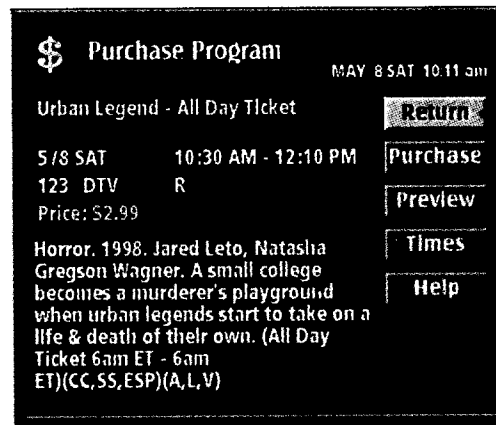 $ Purchase Program
MAY 8 SAT 10:11 am
Urban Legend - All Day Ticket
Return
5/8 SAT 10:30 AM - 12:10 PM
Purchase
123 DTV R
Preview
Price: $2.99
Times
Horror. 1998. Jared Leto, Natasha
Gregson Wagner. A small college
Help
becomes a murderer's playground
when urban legends start to take on a
life & death of their own. (All Day
Ticket 6am ET - 6am
ET)(CC,SS,ESP)(A,L,V)